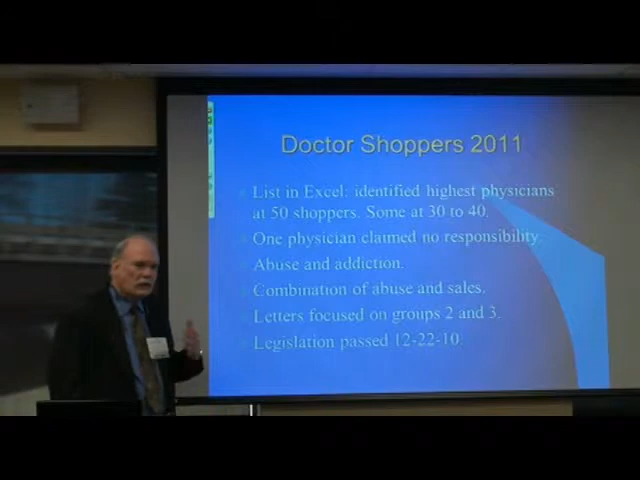 Doctor Shoppers 2011
List in Excel: identified highest physicians
at 50 shoppers. Some at 30 to 40.
One physician claimed no responsibility.
Abuse and addiction.
Combination of abuse and sales.
Letters focused on groups 2 and 3.
Legislation passed 12-22-10.